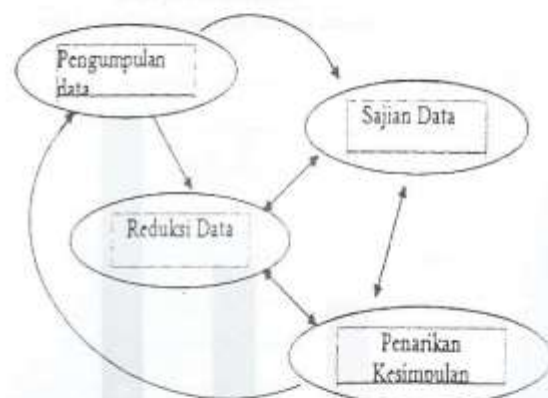 Pengumpulan
data
Sajian Data
Reduksi Data
Penarikan
Kesimpulan